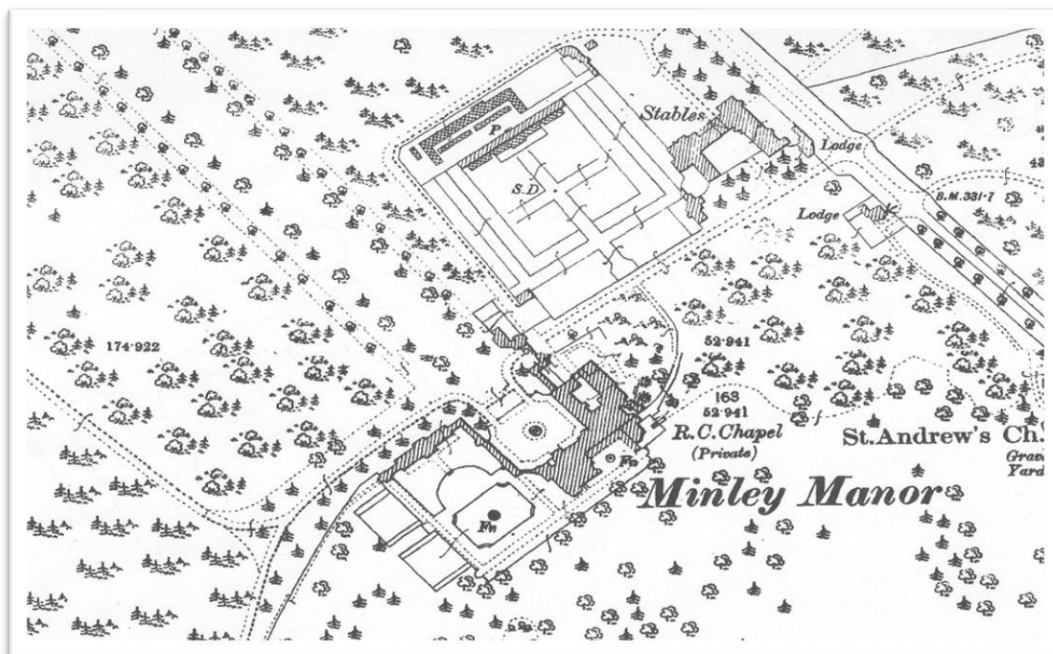 Stables
P
Lodge
S.D
B.M.331·7
Lodge
174·922
52·941
163
52·941
R.C.Chapel
(Private)
St.Andrew's Ch.
Fn
Yard
Minley Manor
Fn